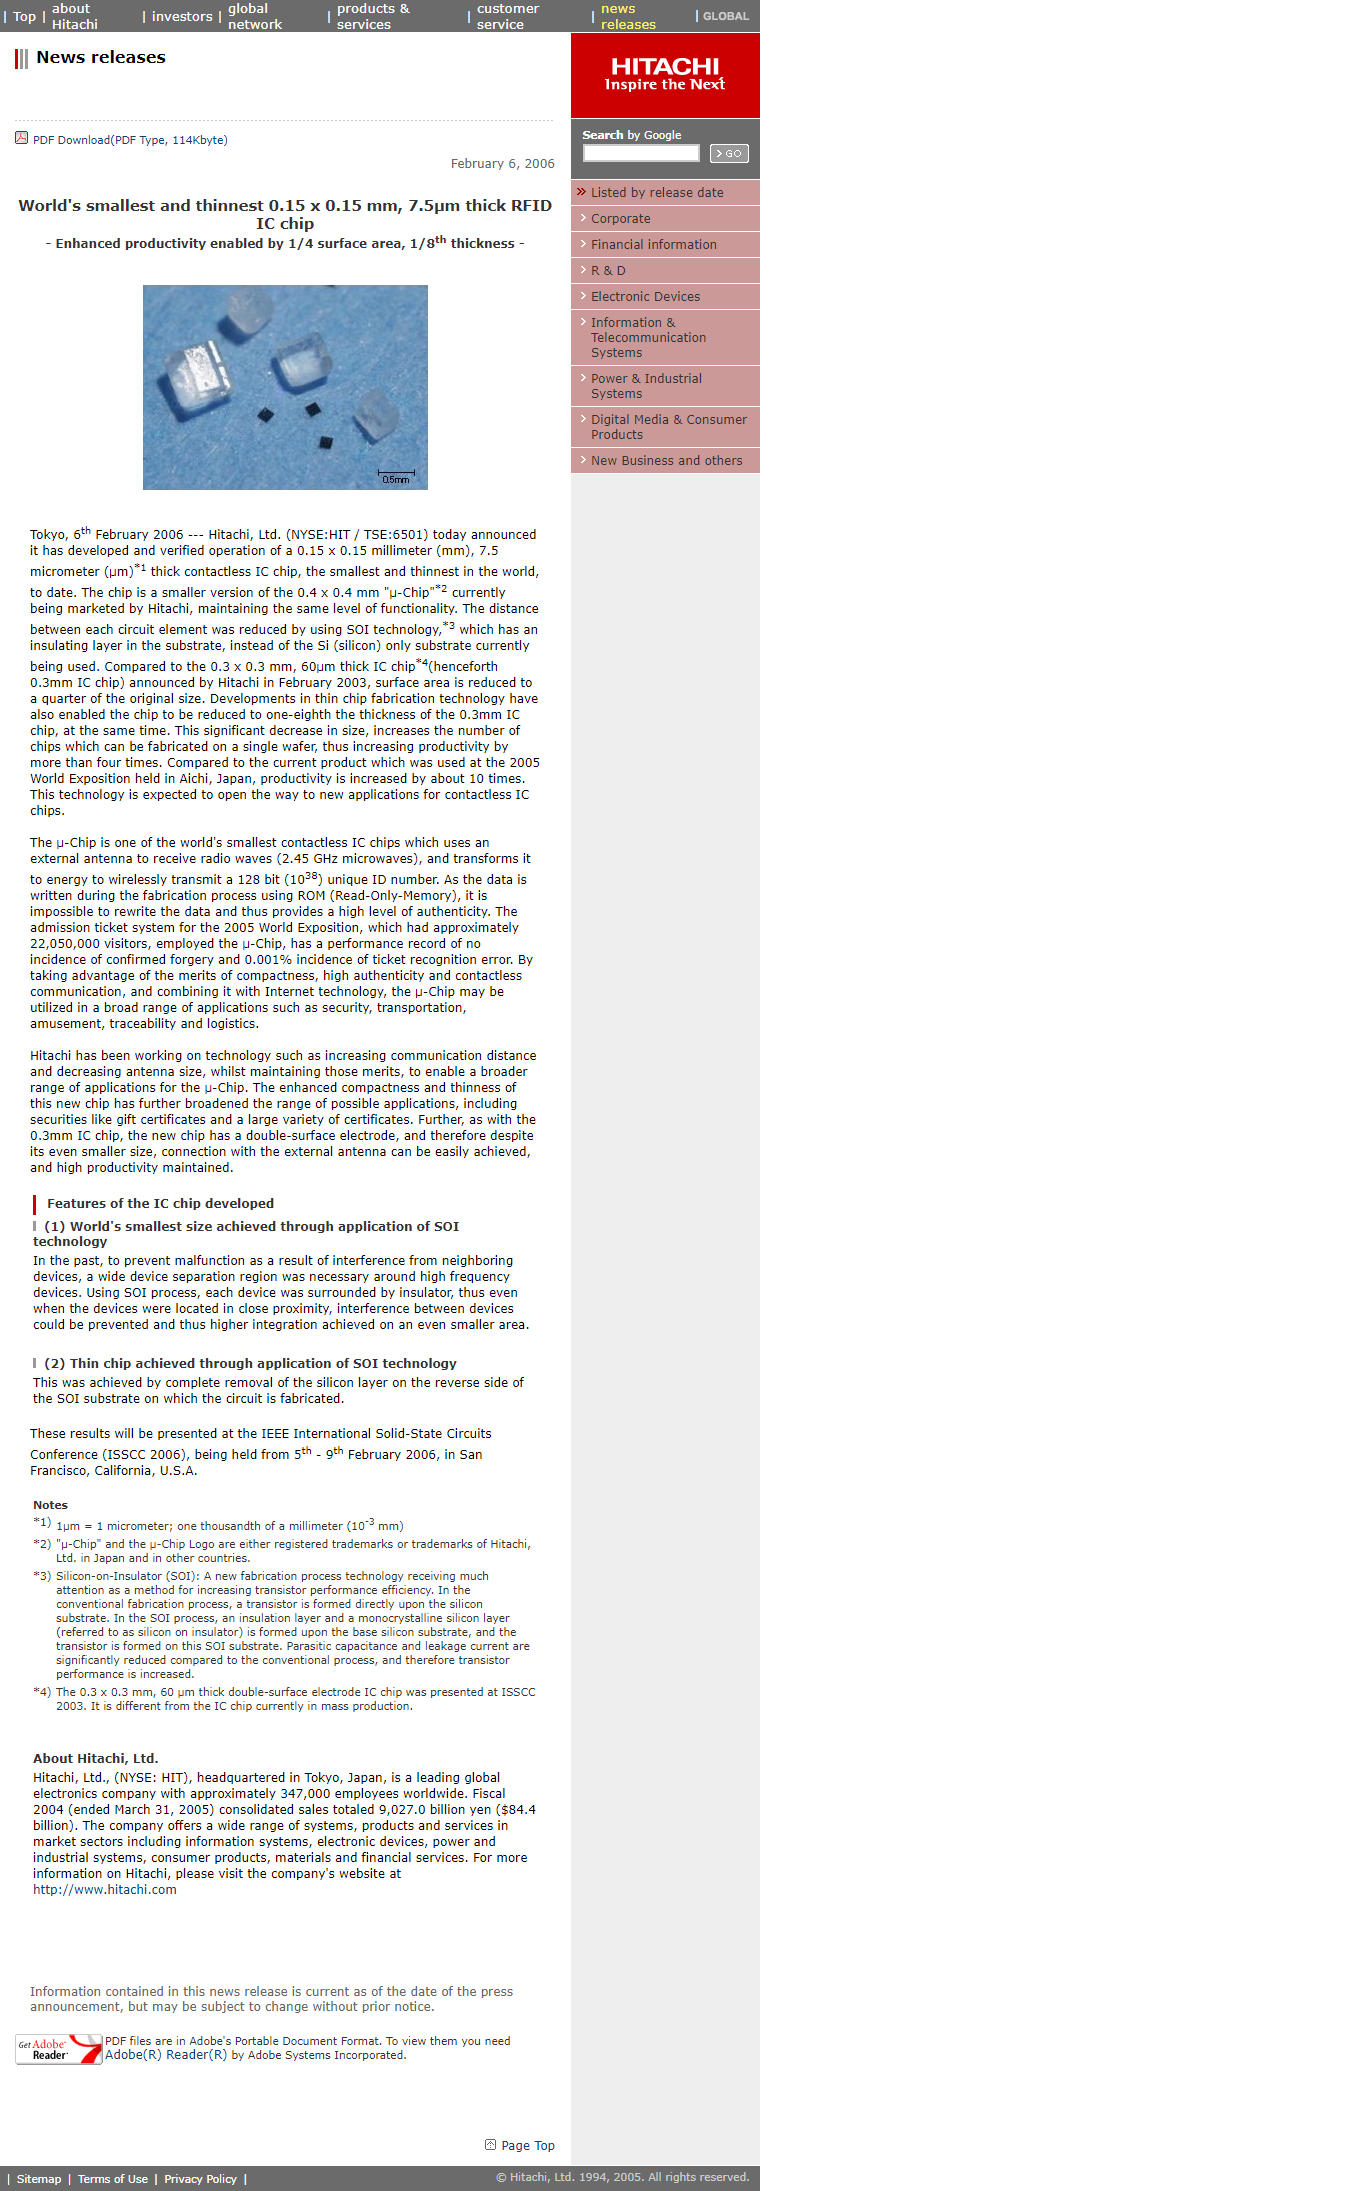 | Top | about Hitachi | investors | global network | products & services | customer service | news releases | GLOBAL
News releases
HITACHI
Inspire the Next
PDF Download(PDF Type, 114Kbyte)
Search by Google
GO
February 6, 2006
World's smallest and thinnest 0.15 x 0.15 mm, 7.5µm thick RFID
IC chip
- Enhanced productivity enabled by 1/4 surface area, 1/8th thickness -
Listed by release date
Corporate
Financial information
R & D
Electronic Devices
Information &
Telecommunication
Systems
Power & Industrial
Systems
Digital Media & Consumer
Products
New Business and others
0.5mm
Tokyo, 6th February 2006 --- Hitachi, Ltd. (NYSE:HIT / TSE:6501) today announced
it has developed and verified operation of a 0.15 x 0.15 millimeter (mm), 7.5
micrometer (µm)*1 thick contactless IC chip, the smallest and thinnest in the world,
to date. The chip is a smaller version of the 0.4 x 0.4 mm "µ-Chip"*2 currently
being marketed by Hitachi, maintaining the same level of functionality. The distance
between each circuit element was reduced by using SOI technology,*3 which has an
insulating layer in the substrate, instead of the Si (silicon) only substrate currently
being used. Compared to the 0.3 x 0.3 mm, 60µm thick IC chip*4(henceforth
0.3mm IC chip) announced by Hitachi in February 2003, surface area is reduced to
a quarter of the original size. Developments in thin chip fabrication technology have
also enabled the chip to be reduced to one-eighth the thickness of the 0.3mm IC
chip, at the same time. This significant decrease in size, increases the number of
chips which can be fabricated on a single wafer, thus increasing productivity by
more than four times. Compared to the current product which was used at the 2005
World Exposition held in Aichi, Japan, productivity is increased by about 10 times.
This technology is expected to open the way to new applications for contactless IC
chips.
The µ-Chip is one of the world's smallest contactless IC chips which uses an
external antenna to receive radio waves (2.45 GHz microwaves), and transforms it
to energy to wirelessly transmit a 128 bit (10^38) unique ID number. As the data is
written during the fabrication process using ROM (Read-Only-Memory), it is
impossible to rewrite the data and thus provides a high level of authenticity. The
admission ticket system for the 2005 World Exposition, which had approximately
22,050,000 visitors, employed the µ-Chip, has a performance record of no
incidence of confirmed forgery and 0.001% incidence of ticket recognition error. By
taking advantage of the merits of compactness, high authenticity and contactless
communication, and combining it with Internet technology, the µ-Chip may be
utilized in a broad range of applications such as security, transportation,
amusement, traceability and logistics.
Hitachi has been working on technology such as increasing communication distance
and decreasing antenna size, whilst maintaining those merits, to enable a broader
range of applications for the µ-Chip. The enhanced compactness and thinness of
this new chip has further broadened the range of possible applications, including
securities like gift certificates and a large variety of certificates. Further, as with the
0.3mm IC chip, the new chip has a double-surface electrode, and therefore despite
its even smaller size, connection with the external antenna can be easily achieved,
and high productivity maintained.
Features of the IC chip developed
(1) World's smallest size achieved through application of SOI
technology
In the past, to prevent malfunction as a result of interference from neighboring
devices, a wide device separation region was necessary around high frequency
devices. Using SOI process, each device was surrounded by insulator, thus even
when the devices were located in close proximity, interference between devices
could be prevented and thus higher integration achieved on an even smaller area.
(2) Thin chip achieved through application of SOI technology
This was achieved by complete removal of the silicon layer on the reverse side of
the SOI substrate on which the circuit is fabricated.
These results will be presented at the IEEE International Solid-State Circuits
Conference (ISSCC 2006), being held from 5th - 9th February 2006, in San
Francisco, California, U.S.A.
Notes
*1) 1µm = 1 micrometer; one thousandth of a millimeter (10^-3 mm)
*2) "µ-Chip" and the µ-Chip Logo are either registered trademarks or trademarks of Hitachi,
Ltd. in Japan and in other countries.
*3) Silicon-on-Insulator (SOI): A new fabrication process technology receiving much
attention as a method for increasing transistor performance efficiency. In the
conventional fabrication process, a transistor is formed directly upon the silicon
substrate. In the SOI process, an insulation layer and a monocrystalline silicon layer
(referred to as silicon on insulator) is formed upon the base silicon substrate, and the
transistor is formed on this SOI substrate. Parasitic capacitance and leakage current are
significantly reduced compared to the conventional process, and therefore transistor
performance is increased.
*4) The 0.3 x 0.3 mm, 60 µm thick double-surface electrode IC chip was presented at ISSCC
2003. It is different from the IC chip currently in mass production.
About Hitachi, Ltd.
Hitachi, Ltd., (NYSE: HIT), headquartered in Tokyo, Japan, is a leading global
electronics company with approximately 347,000 employees worldwide. Fiscal
2004 (ended March 31, 2005) consolidated sales totaled 9,027.0 billion yen ($84.4
billion). The company offers a wide range of systems, products and services in
market sectors including information systems, electronic devices, power and
industrial systems, consumer products, materials and financial services. For more
information on Hitachi, please visit the company's website at
http://www.hitachi.com
Information contained in this news release is current as of the date of the press
announcement, but may be subject to change without prior notice.
Get Adobe Reader
PDF files are in Adobe's Portable Document Format. To view them you need
Adobe(R) Reader(R) by Adobe Systems Incorporated.
Page Top
| Sitemap | Terms of Use | Privacy Policy |
© Hitachi, Ltd. 1994, 2005. All rights reserved.